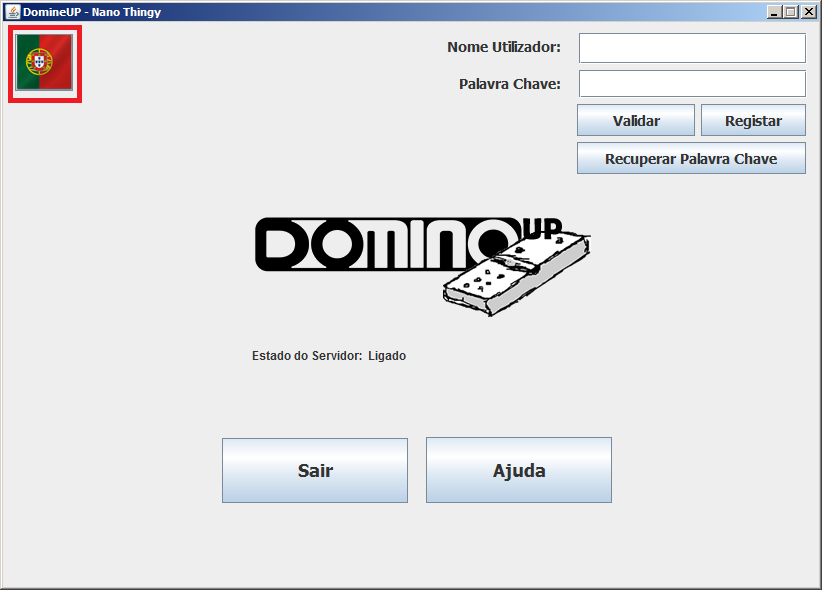 DomineUP - Nano Thingy
Nome Utilizador:
Palavra Chave:
Validar Registar
Recuperar Palavra Chave
DOMINO UP
Estado do Servidor: Ligado
Sair Ajuda